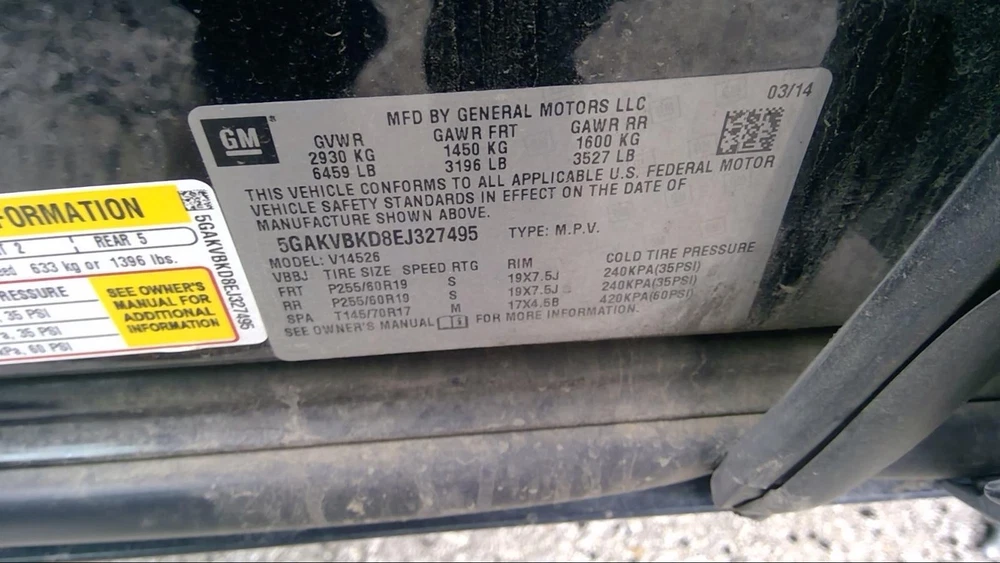 GM
MFD BY GENERAL MOTORS LLC
03/14
GVWR GAWR FRT GAWR RR
2930 KG 1450 KG 1600 KG
6459 LB 3196 LB 3527 LB
THIS VEHICLE CONFORMS TO ALL APPLICABLE U.S. FEDERAL MOTOR
VEHICLE SAFETY STANDARDS IN EFFECT ON THE DATE OF
MANUFACTURE SHOWN ABOVE.
5GAKVBKD8EJ327495 TYPE: M.P.V.
MODEL: V14526
VBBJ TIRE SIZE SPEED RTG RIM COLD TIRE PRESSURE
FRT P255/60R19 S 19X7.5J 240KPA(35PSI)
RR P255/60R19 S 19X7.5J 240KPA(35PSI)
SPA T145/70R17 M 17X4.5B 420KPA(60PSI)
SEE OWNER'S MANUAL FOR MORE INFORMATION.
FORMATION
2 REAR 5
633 kg or 1396 lbs.
RESSURE
35 PSI
a, 35 PSI
kPa, 60 PSI
SEE OWNER'S
MANUAL FOR
ADDITIONAL
INFORMATION
5GAKVBKD8EJ327495